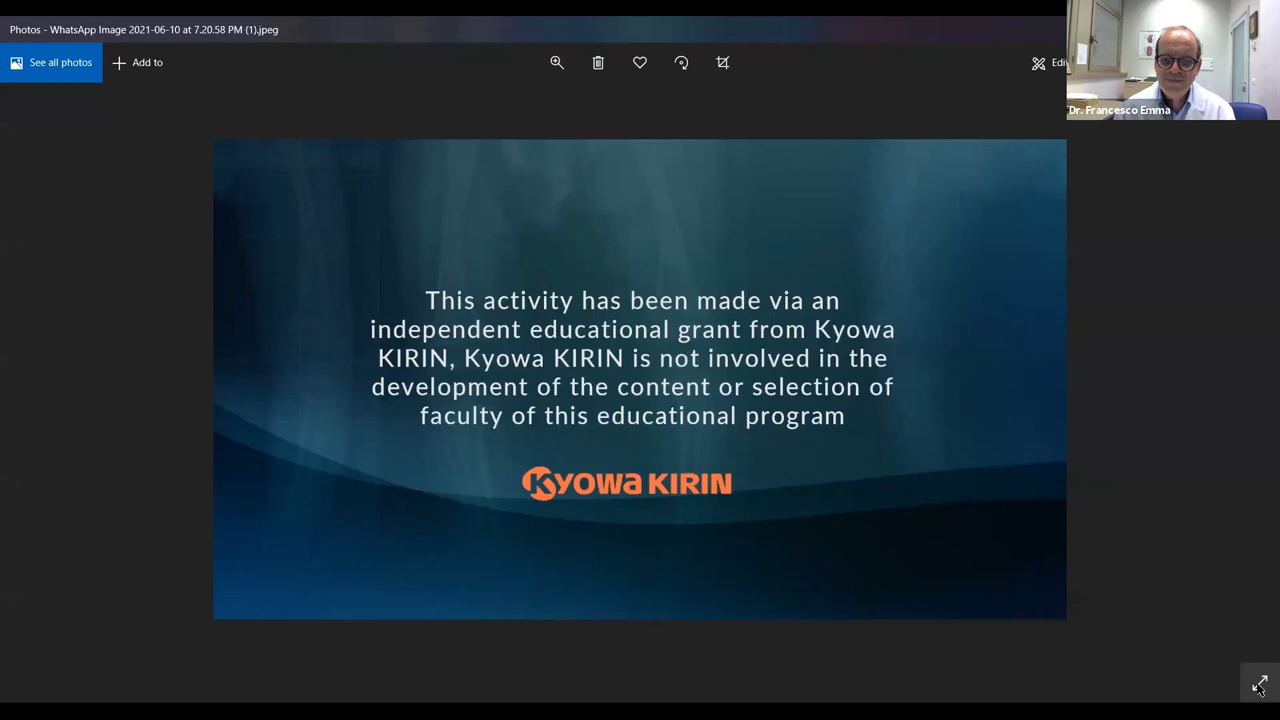 Photos - WhatsApp Image 2021-06-10 at 7.20.58 PM (1).jpeg
See all photos
Add to
Dr. Francesco Emma
This activity has been made via an
independent educational grant from Kyowa
KIRIN, Kyowa KIRIN is not involved in the
development of the content or selection of
faculty of this educational program
KYOWA KIRIN